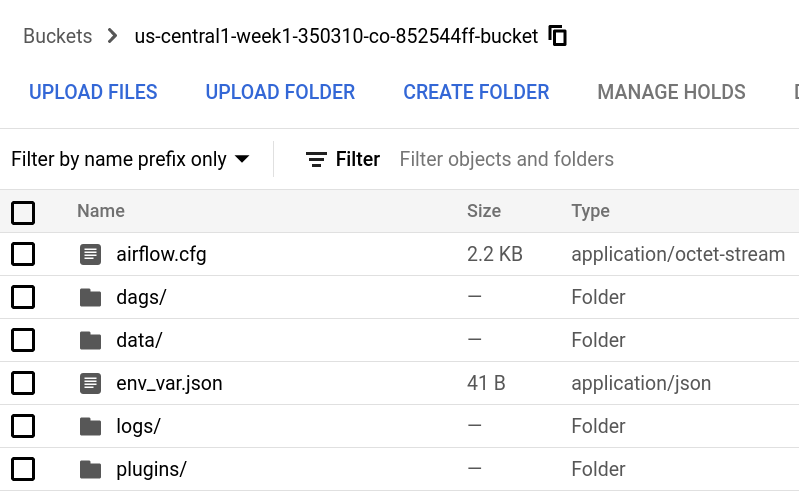 Buckets > us-central1-week1-350310-co-852544ff-bucket
UPLOAD FILES UPLOAD FOLDER CREATE FOLDER MANAGE HOLDS
Filter by name prefix only Filter Filter objects and folders
Name Size Type
airflow.cfg 2.2 KB application/octet-stream
dags/ — Folder
data/ — Folder
env_var.json 41 B application/json
logs/ — Folder
plugins/ — Folder